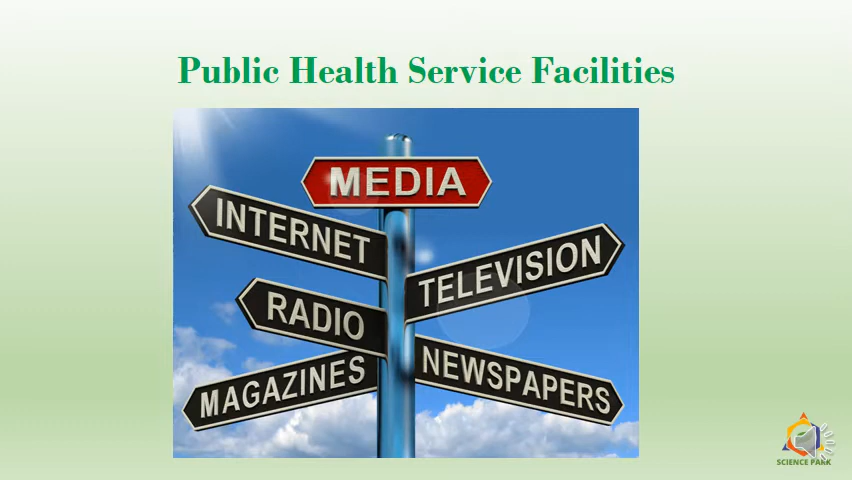 Public Health Service Facilities
MEDIA
INTERNET
TELEVISION
RADIO
MAGAZINES
NEWSPAPERS
SCIENCE PARK